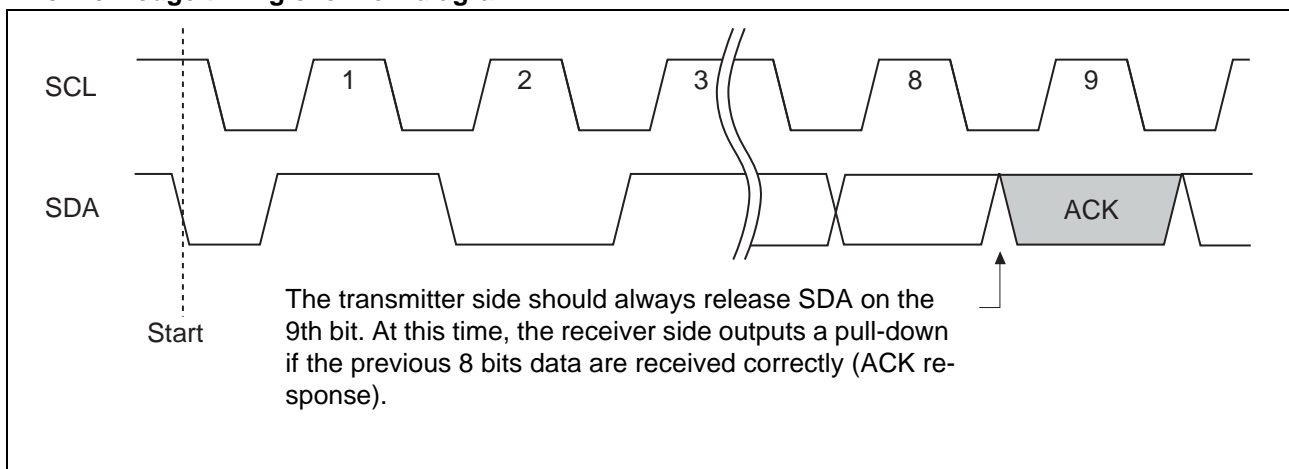 SCL
1
2
3
8
9
SDA
ACK
Start
The transmitter side should always release SDA on the
9th bit. At this time, the receiver side outputs a pull-down
if the previous 8 bits data are received correctly (ACK re-
sponse).